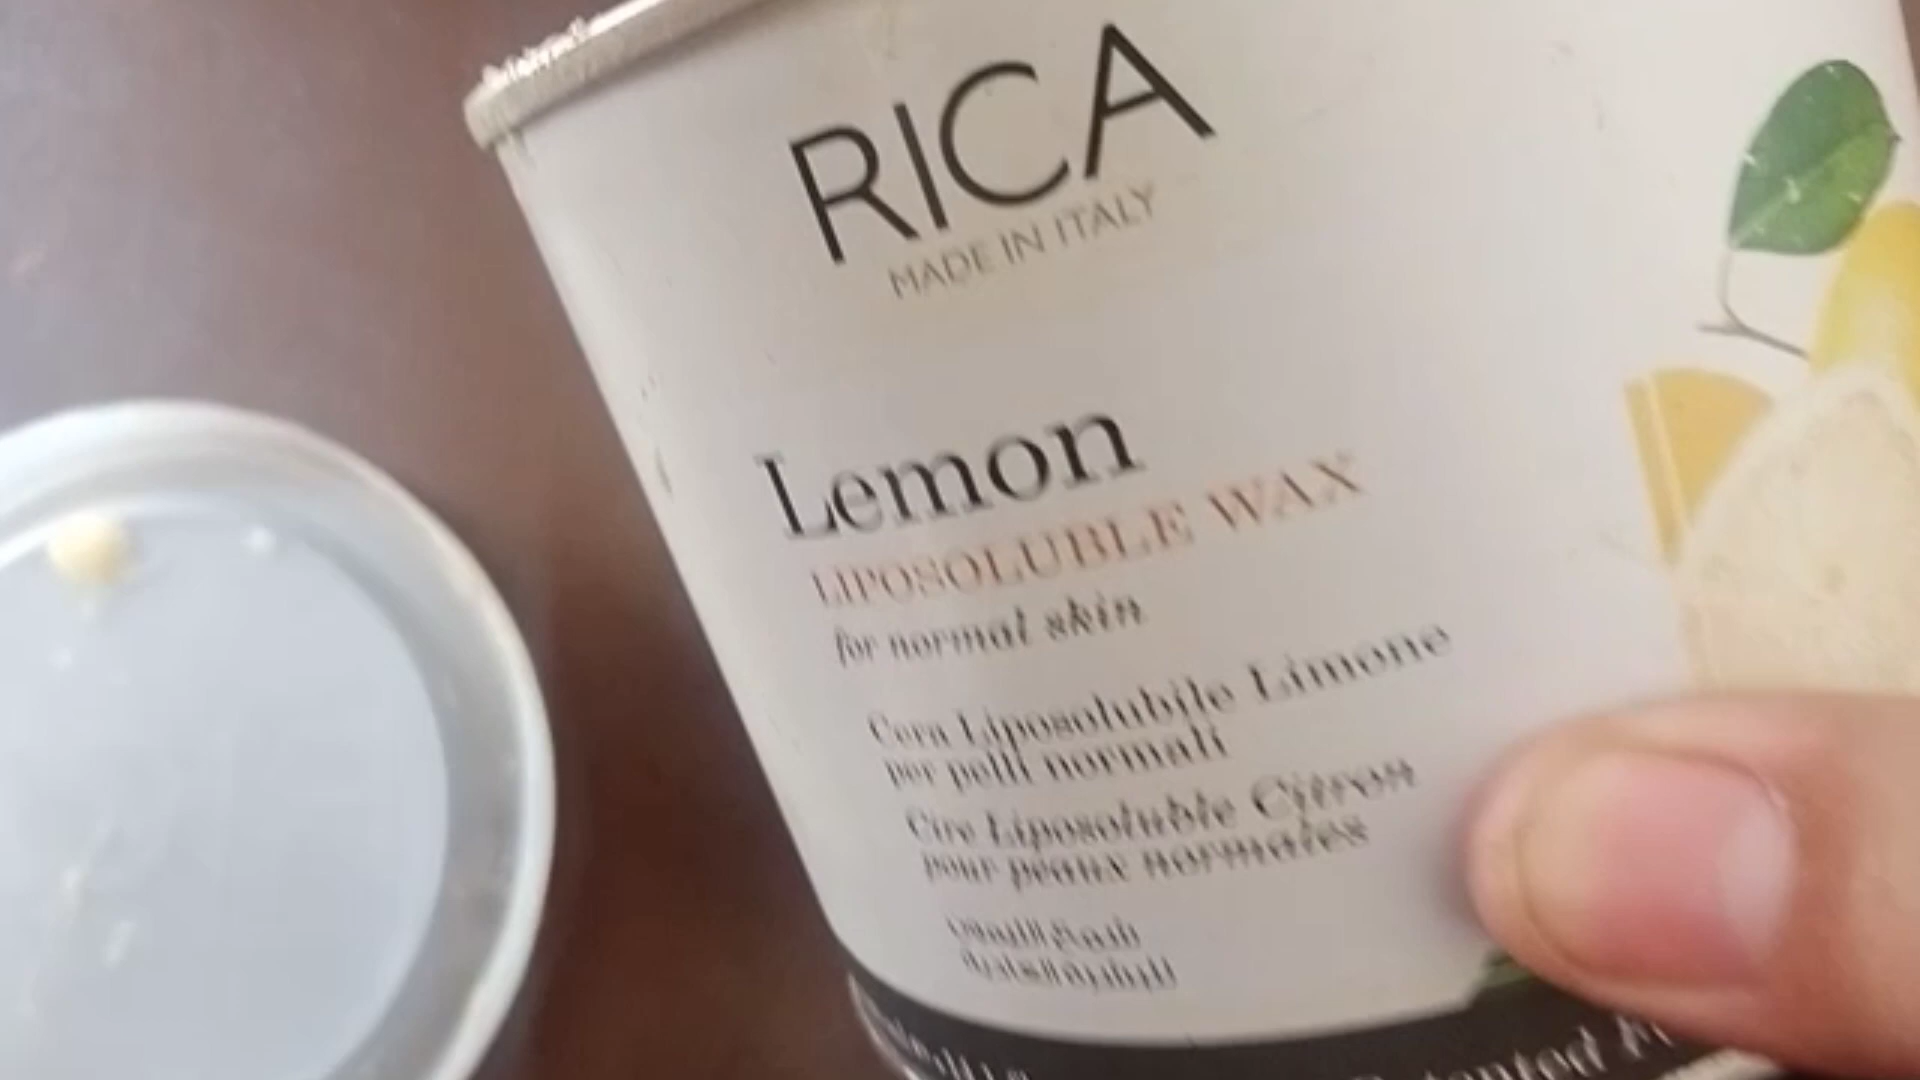 RICA
MADE IN ITALY
Lemon
LIPOSOLUBLE WAX
for normal skin
Cera Liposolubile Limone
per pelli normali
Cire Liposoluble Citron
pour peaux normales